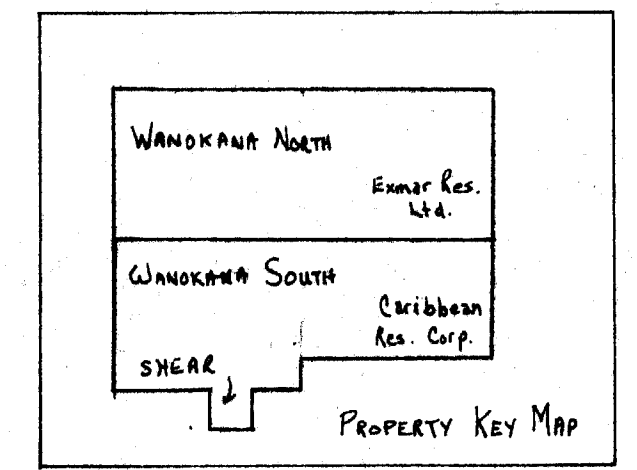 WANOKANA NORTH
Exmar Res.
Ltd.
WANOKANA SOUTH
Caribbean
Res. Corp.
SHEAR
PROPERTY KEY MAP